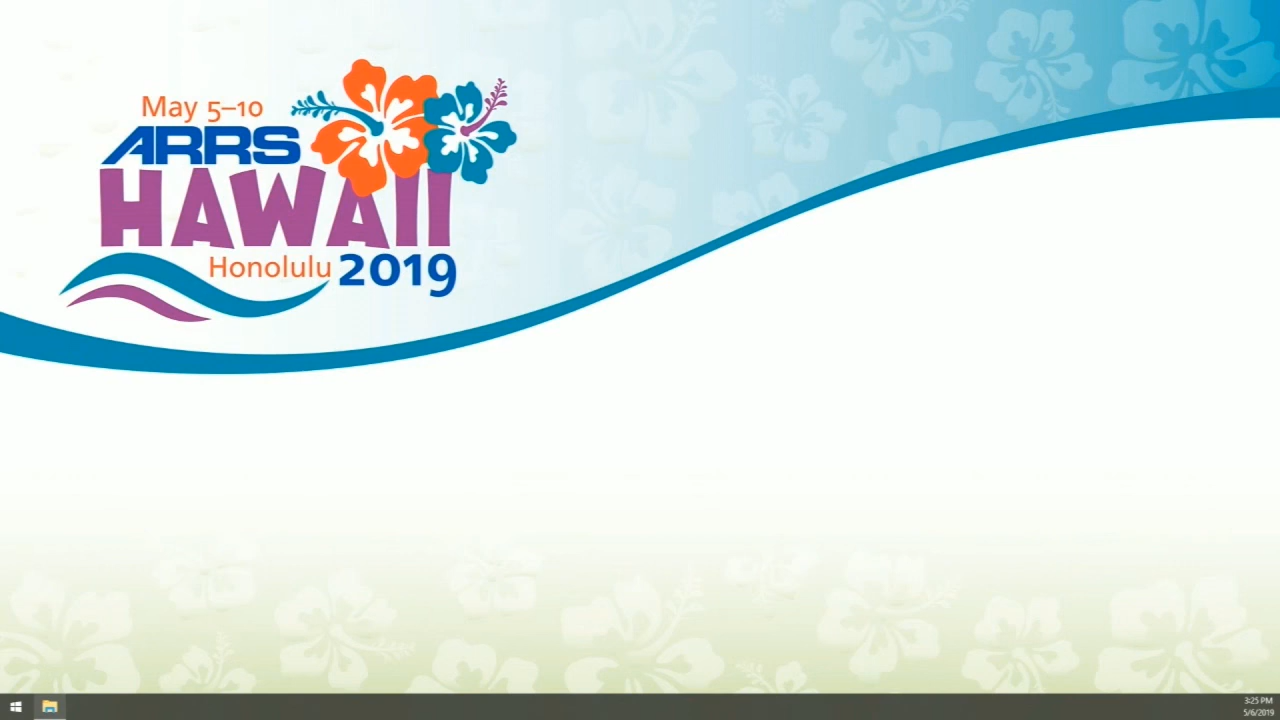 May 5–10
ARRS
HAWAII
Honolulu 2019
3:25 PM
5/6/2019